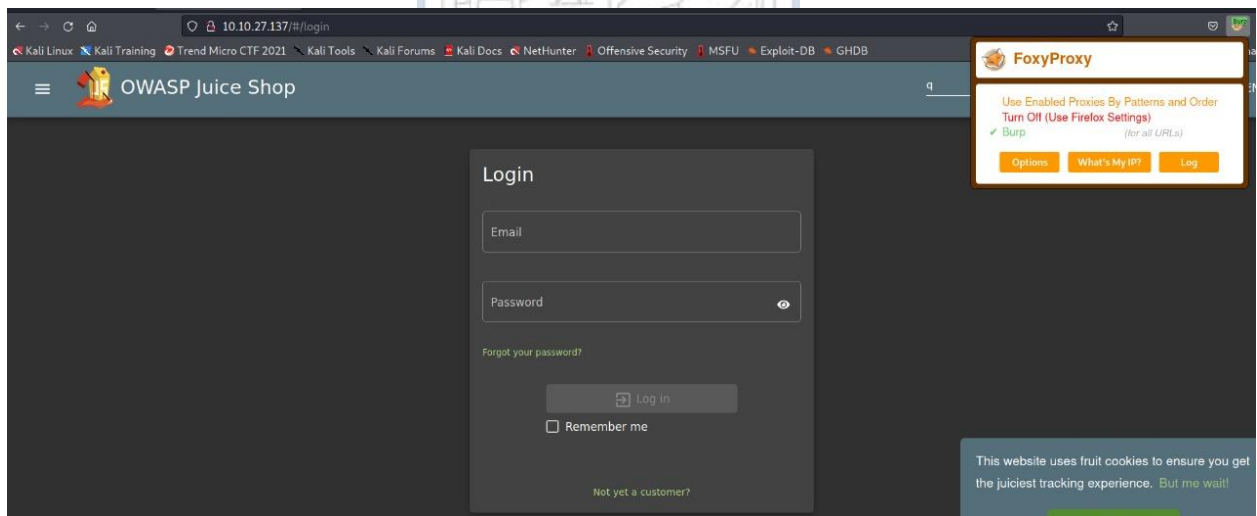 10.10.27.137/#/login
Kali Linux Kali Training Trend Micro CTF 2021 Kali Tools Kali Forums Kali Docs NetHunter Offensive Security MSFU Exploit-DB GHDB
OWASP Juice Shop
q
FoxyProxy
Use Enabled Proxies By Patterns and Order
Turn Off (Use Firefox Settings)
✔ Burp (for all URLs)
Options What's My IP? Log
Login
Email
Password
Forgot your password?
Log in
Remember me
Not yet a customer?
This website uses fruit cookies to ensure you get
the juiciest tracking experience. But me wait!